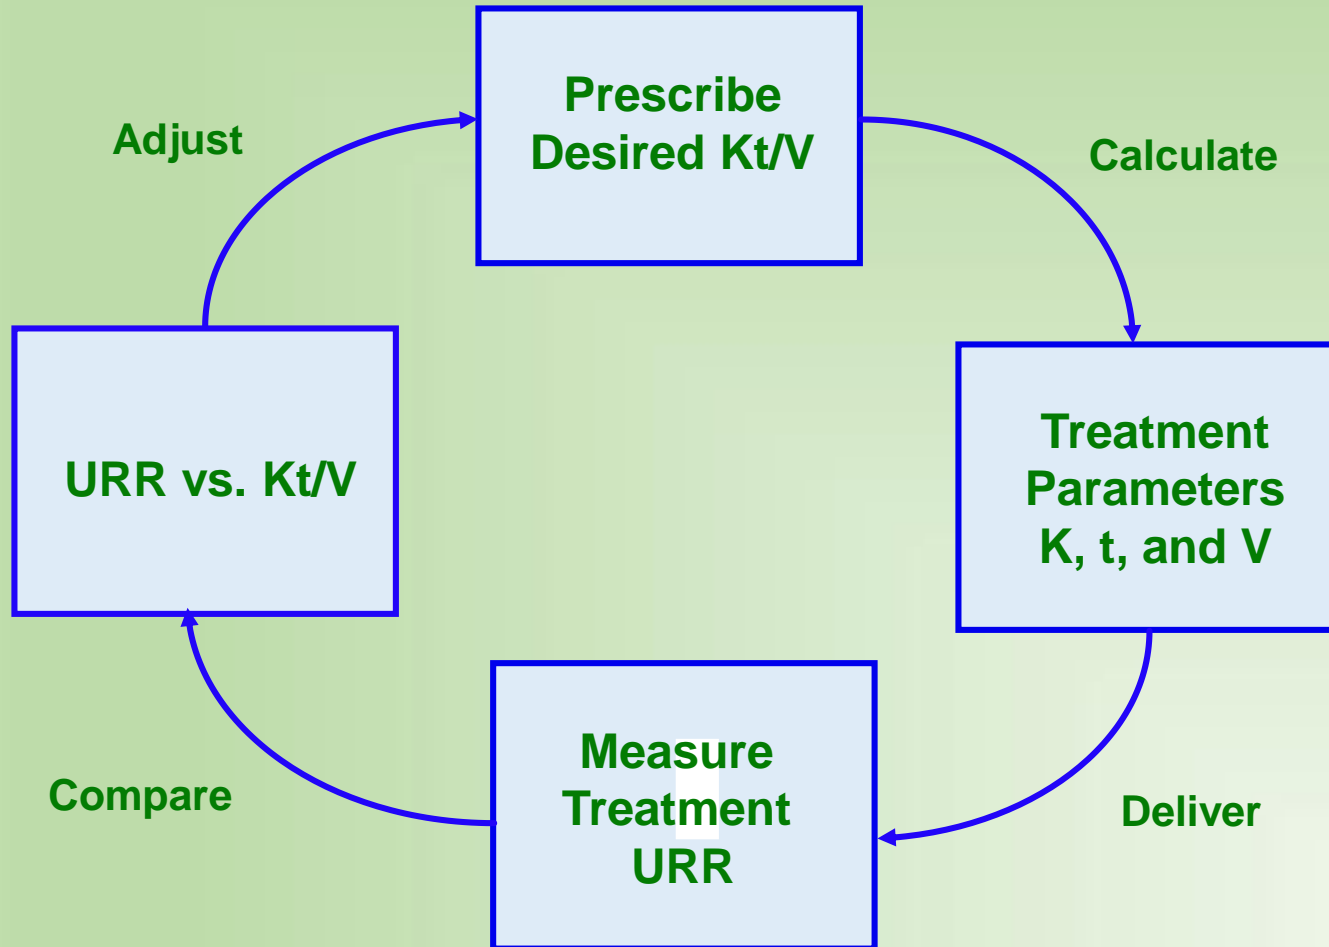 Prescribe
Desired Kt/V
Adjust
Calculate
Treatment
Parameters
K, t, and V
URR vs. Kt/V
Measure
Treatment
URR
Compare
Deliver